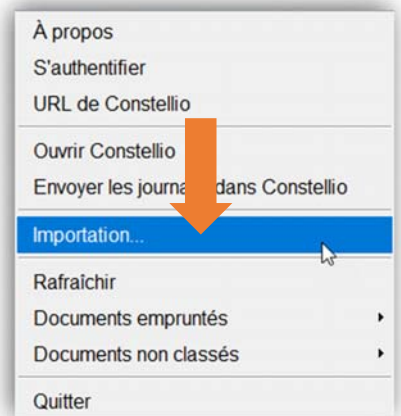 À propos
S'authentifier
URL de Constellio
Ouvrir Constellio
Envoyer les journa dans Constellio
Importation...
Rafraîchir
Documents empruntés
Documents non classés
Quitter